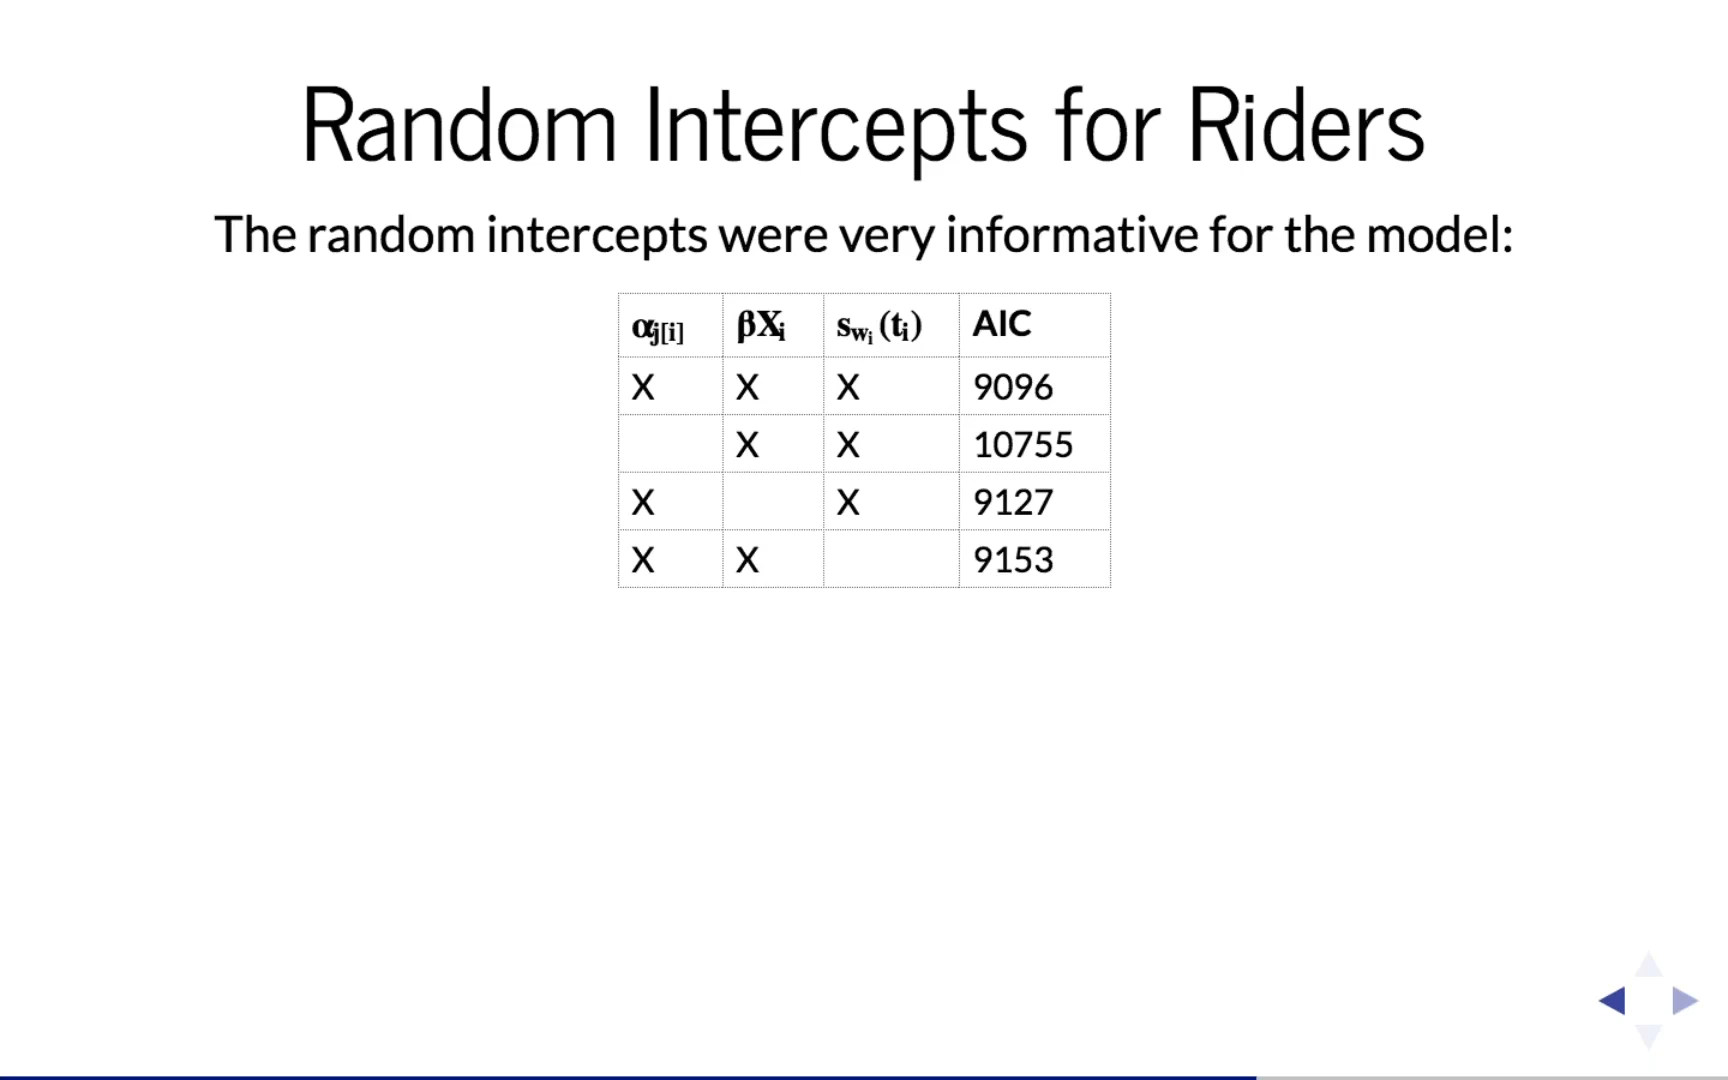 Random Intercepts for Riders
The random intercepts were very informative for the model:
αj[i] βXi swi(ti) AIC
X X X 9096
X X 10755
X X 9127
X X 9153